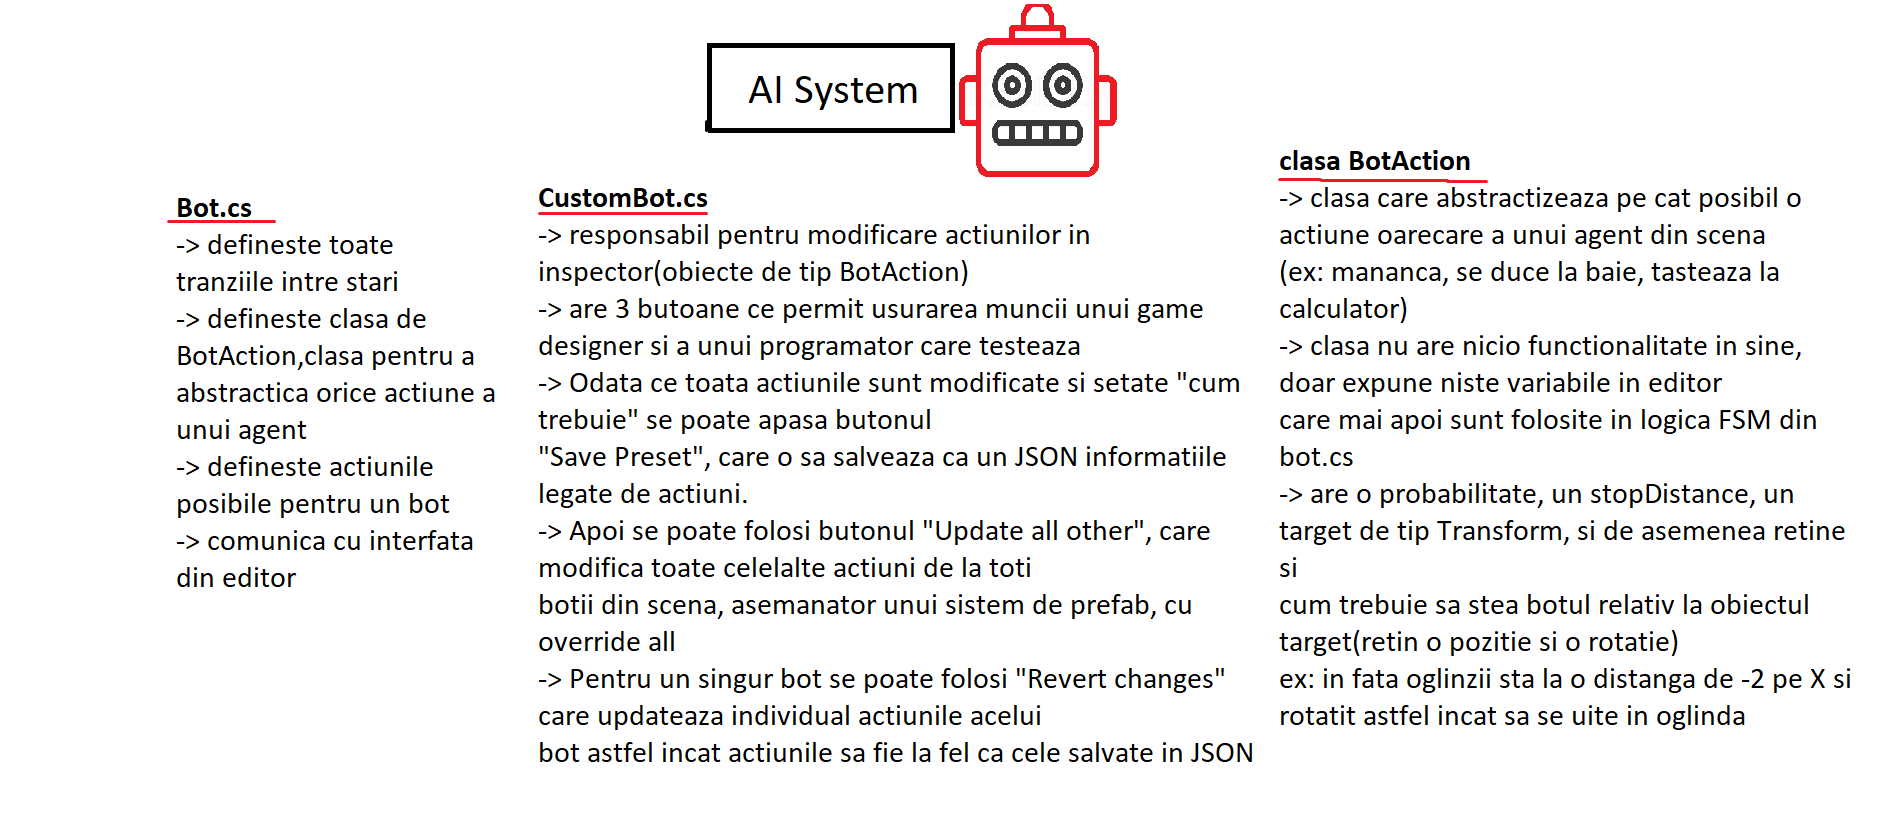 AI System
Bot.cs
-> defineste toate
tranziile intre stari
-> defineste clasa de
BotAction,clasa pentru a
abstractica orice actiune a
unui agent
-> defineste actiunile
posibile pentru un bot
-> comunica cu interfata
din editor
CustomBot.cs
-> responsabil pentru modificare actiunilor in
inspector(obiecte de tip BotAction)
-> are 3 butoane ce permit usurarea muncii unui game
designer si a unui programator care testeaza
-> Odata ce toata actiunile sunt modificate si setate "cum
trebuie" se poate apasa butonul
"Save Preset", care o sa salveaza ca un JSON informatiile
legate de actiuni.
-> Apoi se poate folosi butonul "Update all other", care
modifica toate celelalte actiuni de la toti
botii din scena, asemanator unui sistem de prefab, cu
override all
-> Pentru un singur bot se poate folosi "Revert changes"
care updateaza individual actiunile acelui
bot astfel incat actiunile sa fie la fel ca cele salvate in JSON
clasa BotAction
-> clasa care abstractizeaza pe cat posibil o
actiune oarecare a unui agent din scena
(ex: mananca, se duce la baie, tasteaza la
calculator)
-> clasa nu are nicio functionalitate in sine,
doar expune niste variabile in editor
care mai apoi sunt folosite in logica FSM din
bot.cs
-> are o probabilitate, un stopDistance, un
target de tip Transform, si de asemenea retine
si
cum trebuie sa stea botul relativ la obiectul
target(retin o pozitie si o rotatie)
ex: in fata oglinzii sta la o distanga de -2 pe X si
rotatit astfel incat sa se uite in oglinda